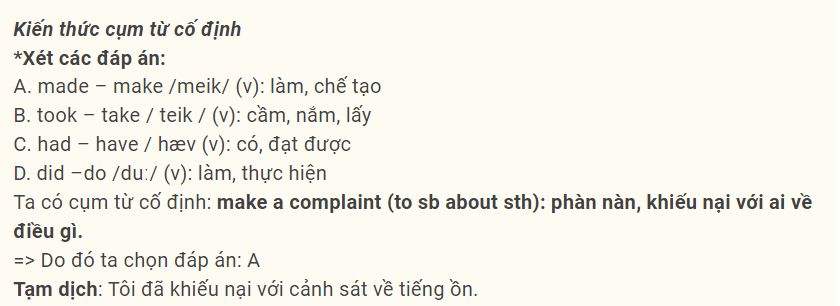 Kiến thức cụm từ cố định
*Xét các đáp án:
A. made – make /meik/ (v): làm, chế tạo
B. took – take / teik / (v): cầm, nắm, lấy
C. had – have / hæv (v): có, đạt được
D. did –do /duː/ (v): làm, thực hiện
Ta có cụm từ cố định: make a complaint (to sb about sth): phàn nàn, khiếu nại với ai về
điều gì.
=> Do đó ta chọn đáp án: A
Tạm dịch: Tôi đã khiếu nại với cảnh sát về tiếng ồn.